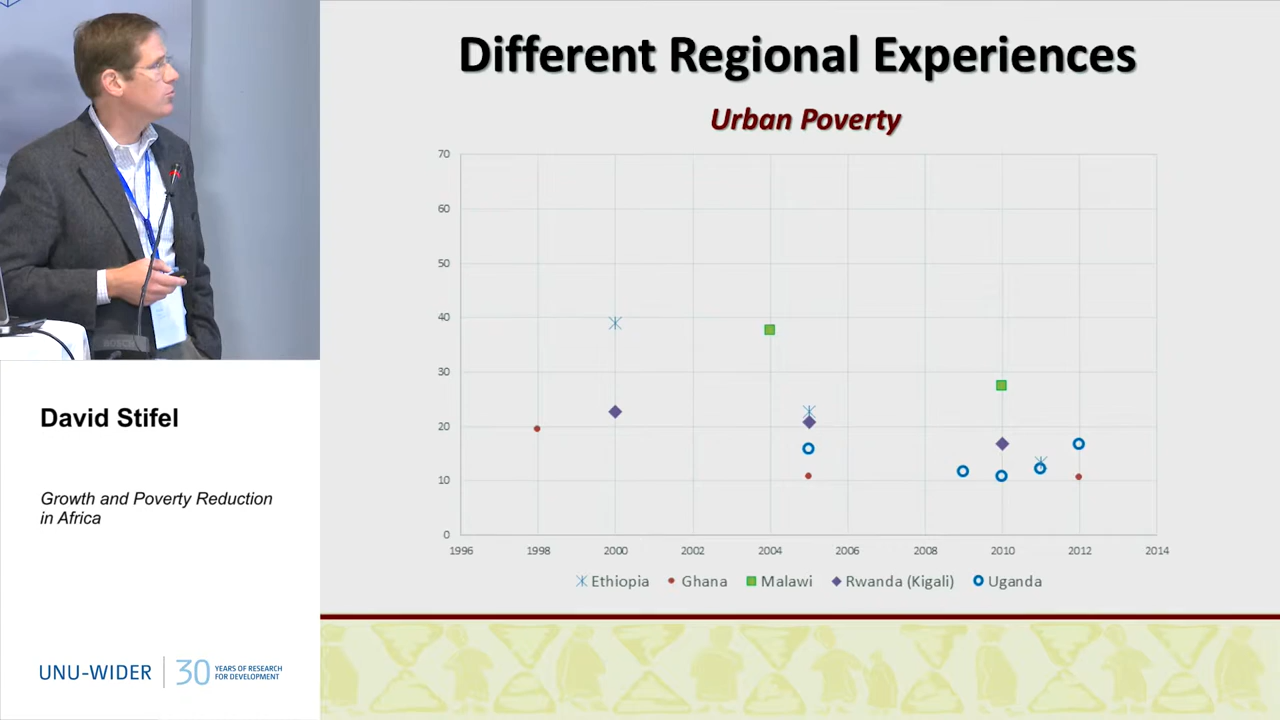 Different Regional Experiences
Urban Poverty
70
60
50
40
30
20
10
0
1996 1998 2000 2002 2004 2006 2008 2010 2012 2014
Ethiopia Ghana Malawi Rwanda (Kigali) Uganda
BOSCH
David Stifel
Growth and Poverty Reduction
in Africa
UNU-WIDER
30 YEARS OF RESEARCH
FOR DEVELOPMENT